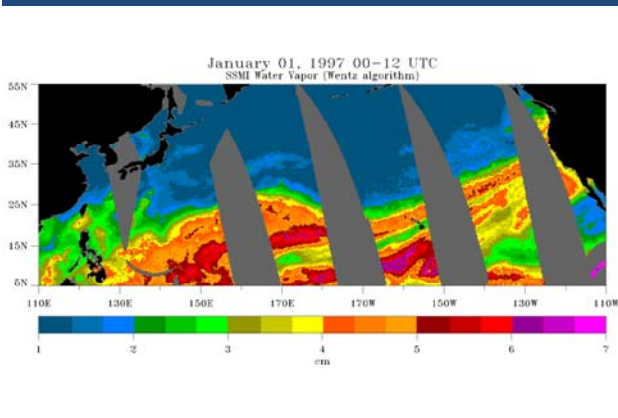 January 01, 1997 00-12 UTC
SSMI Water Vapor (Wentz algorithm)
55N
45N
35N
25N
15N
5N
110E 130E 150E 170E 170W 150W 130W 110W
1 2 3 4 5 6 7
cm